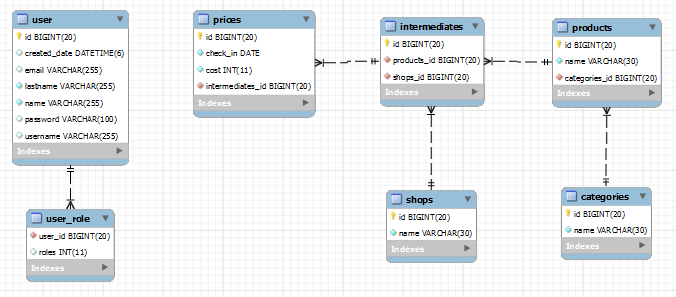 user
id BIGINT(20)
created_date DATETIME(6)
email VARCHAR(255)
lastname VARCHAR(255)
name VARCHAR(255)
password VARCHAR(100)
username VARCHAR(255)
Indexes
prices
id BIGINT(20)
check_in DATE
cost INT(11)
intermediates_id BIGINT(20)
Indexes
intermediates
id BIGINT(20)
products_id BIGINT(20)
shops_id BIGINT(20)
Indexes
products
id BIGINT(20)
name VARCHAR(30)
categories_id BIGINT(20)
Indexes
user_role
user_id BIGINT(20)
roles INT(11)
Indexes
shops
id BIGINT(20)
name VARCHAR(30)
Indexes
categories
id BIGINT(20)
name VARCHAR(30)
Indexes